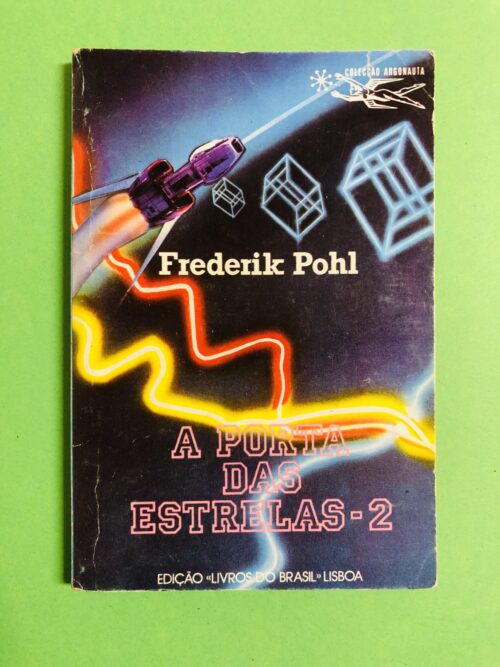 COLECÇÃO ARGONAUTA
Frederik Pohl
A PORTA
DAS
ESTRELAS - 2
EDIÇÃO «LIVROS DO BRASIL» LISBOA